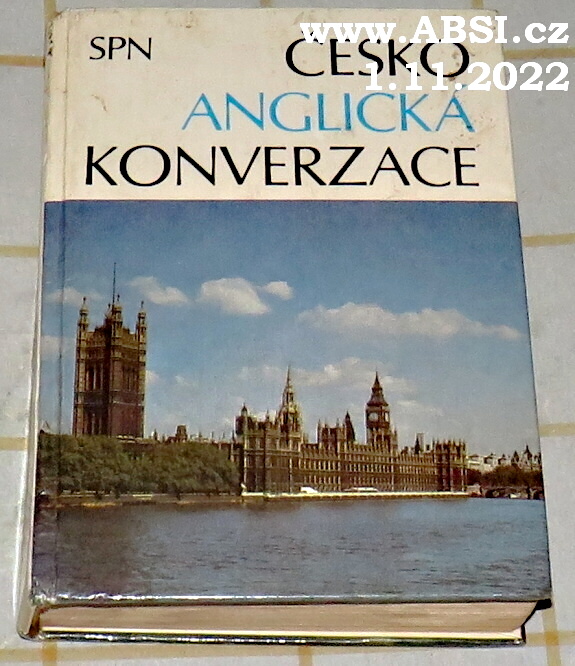 www.ABSI.cz
1.11.2022
SPN
ČESKO
ANGLICKÁ
KONVERZACE